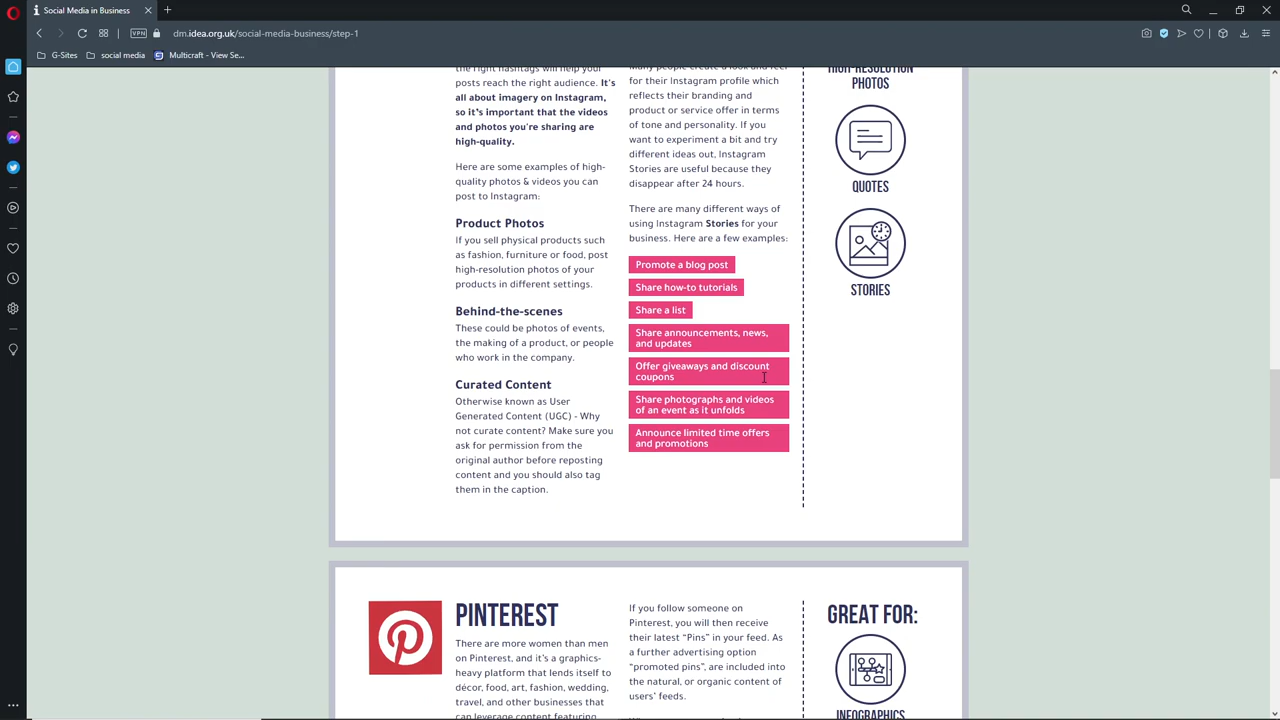 Social Media in Business
VPN
dm.idea.org.uk/social-media-business/step-1
G-Sites
social media
Multicraft - View Se...
the right hashtags will help your
posts reach the right audience. It's
all about imagery on Instagram,
so it's important that the videos
and photos you're sharing are
high-quality.
Here are some examples of high-
quality photos & videos you can
post to Instagram:
Product Photos
If you sell physical products such
as fashion, furniture or food, post
high-resolution photos of your
products in different settings.
Behind-the-scenes
These could be photos of events,
the making of a product, or people
who work in the company.
Curated Content
Otherwise known as User
Generated Content (UGC) - Why
not curate content? Make sure you
ask for permission from the
original author before reposting
content and you should also tag
them in the caption.
Many people create a look and feel
for their Instagram profile which
reflects their branding and
product or service offer in terms
of tone and personality. If you
want to experiment a bit and try
different ideas out, Instagram
Stories are useful because they
disappear after 24 hours.
There are many different ways of
using Instagram Stories for your
business. Here are a few examples:
Promote a blog post
Share how-to tutorials
Share a list
Share announcements, news,
and updates
Offer giveaways and discount
coupons
Share photographs and videos
of an event as it unfolds
Announce limited time offers
and promotions
HIGH-RESOLUTION
PHOTOS
QUOTES
STORIES
PINTEREST
There are more women than men
on Pinterest, and it's a graphics-
heavy platform that lends itself to
décor, food, art, fashion, wedding,
travel, and other businesses that
can leverage content featuring
If you follow someone on
Pinterest, you will then receive
their latest “Pins” in your feed. As
a further advertising option
“promoted pins”, are included into
the natural, or organic content of
users' feeds.
GREAT FOR:
INFOGRAPHICS